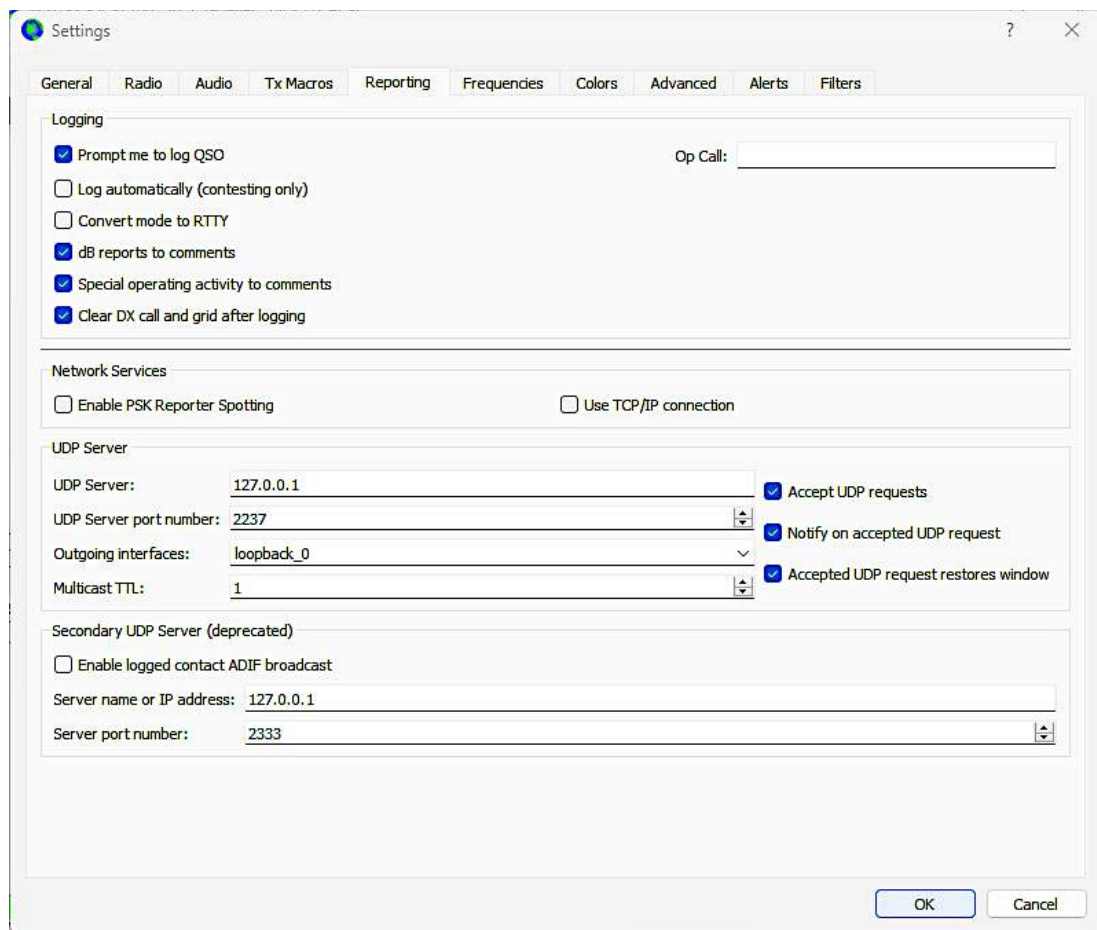 Settings
?
General Radio Audio Tx Macros Reporting Frequencies Colors Advanced Alerts Filters
Logging
Prompt me to log QSO
Op Call:
Log automatically (contesting only)
Convert mode to RTTY
dB reports to comments
Special operating activity to comments
Clear DX call and grid after logging
Network Services
Enable PSK Reporter Spotting
Use TCP/IP connection
UDP Server
UDP Server: 127.0.0.1
Accept UDP requests
UDP Server port number: 2237
Notify on accepted UDP request
Outgoing interfaces: loopback_0
Accepted UDP request restores window
Multicast TTL: 1
Secondary UDP Server (deprecated)
Enable logged contact ADIF broadcast
Server name or IP address: 127.0.0.1
Server port number: 2333
OK Cancel